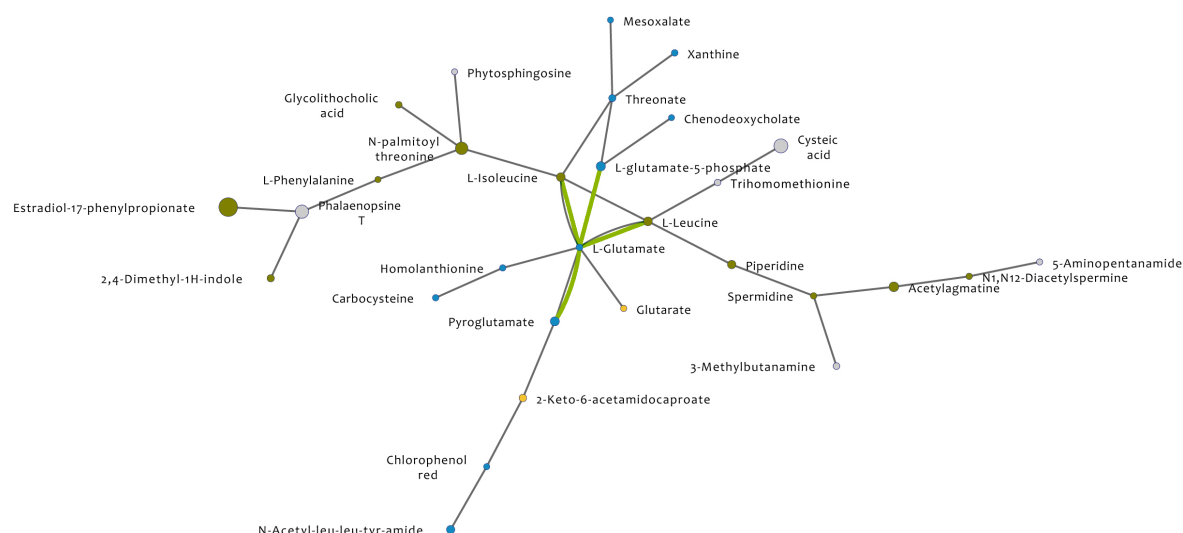 Mesoxalate
Xanthine
Phytosphingosine
Glycolithocholic
acid
Threonate
Chenodeoxycholate
N-palmitoyl
threonine
Cysteic
acid
L-glutamate-5-phosphate
L-Phenylalanine
L-Isoleucine
Trihomomethionine
Estradiol-17-phenylpropionate
Phalaenopsine
T
L-Leucine
L-Glutamate
2,4-Dimethyl-1H-indole
Homolanthionine
Piperidine
5-Aminopentanamide
N1,N12-Diacetylspermine
Acetylagmatine
Carbocysteine
Spermidine
Glutarate
Pyroglutamate
3-Methylbutanamine
2-Keto-6-acetamidocaproate
Chlorophenol
red
N-Acetyl-leu-leu-tyr-amide